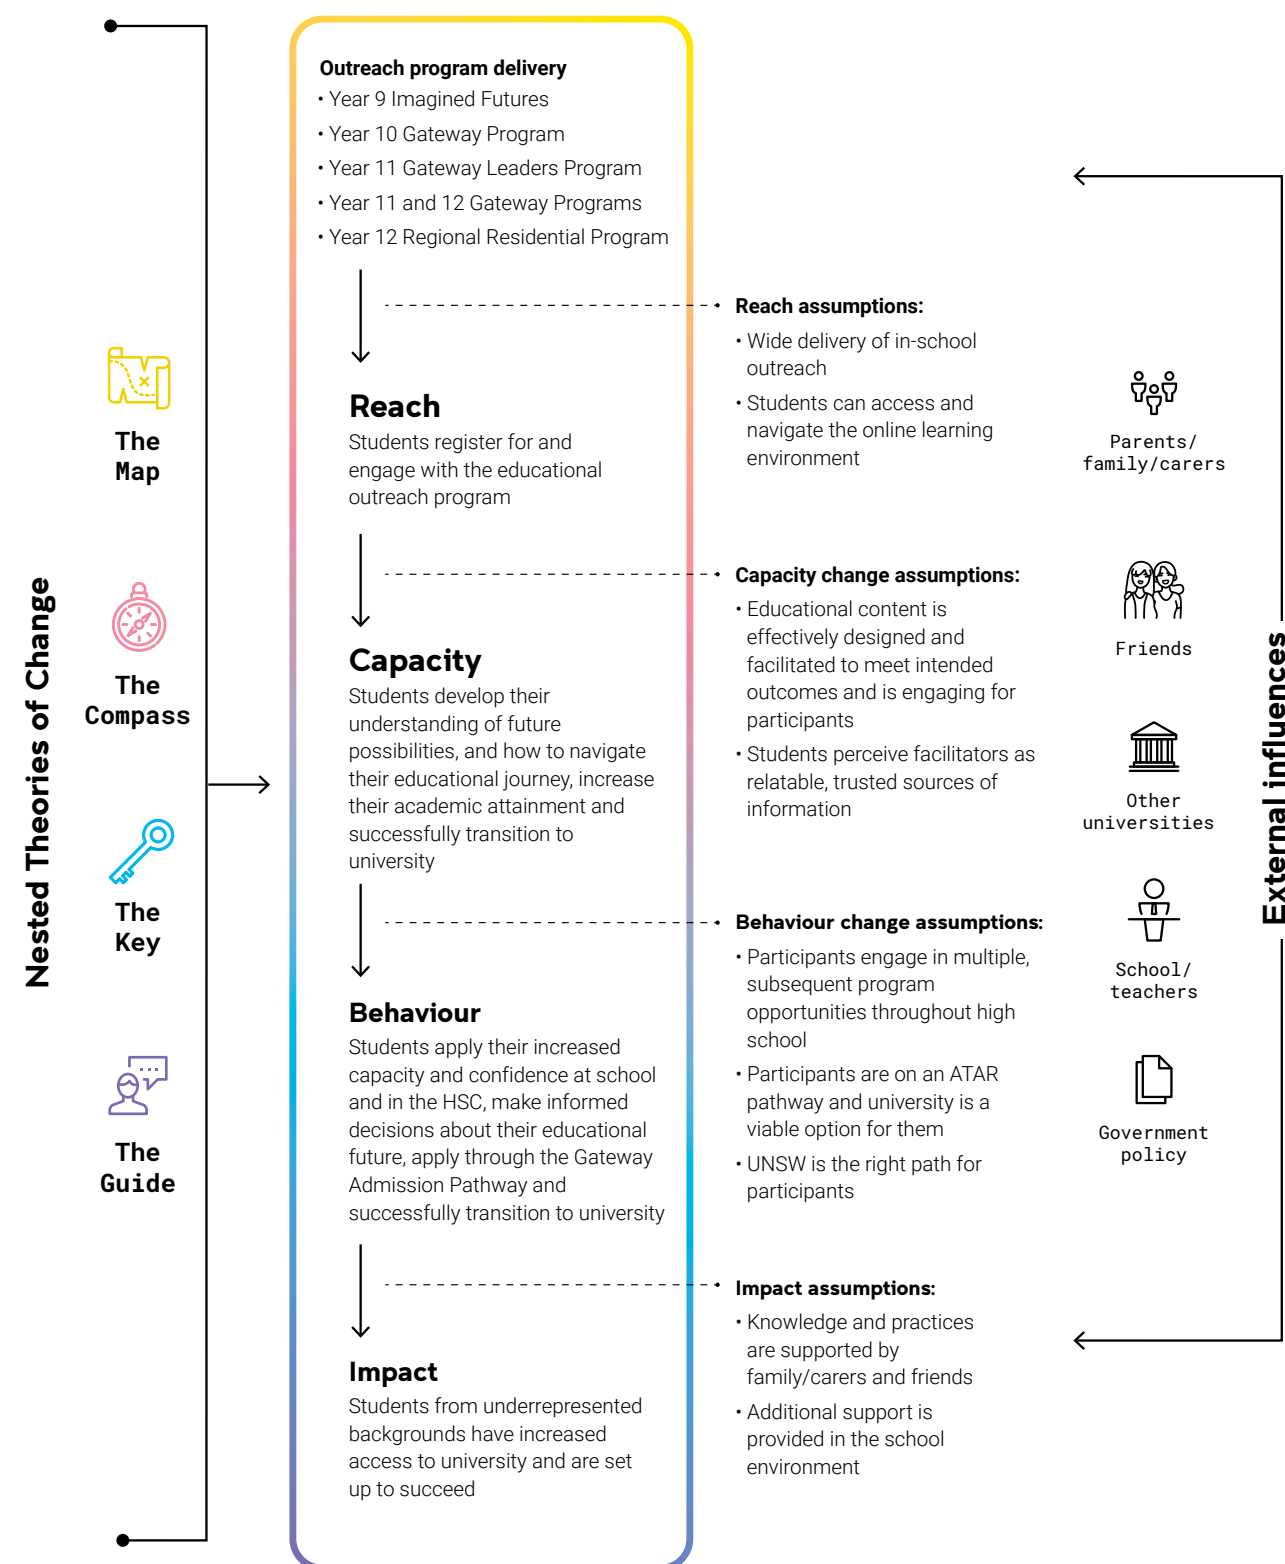 Nested Theories of Change
The
Map
The
Compass
The
Key
The
Guide
Outreach program delivery
• Year 9 Imagined Futures
• Year 10 Gateway Program
• Year 11 Gateway Leaders Program
• Year 11 and 12 Gateway Programs
• Year 12 Regional Residential Program
Reach
Students register for and
engage with the educational
outreach program
Capacity
Students develop their
understanding of future
possibilities, and how to navigate
their educational journey, increase
their academic attainment and
successfully transition to
university
Behaviour
Students apply their increased
capacity and confidence at school
and in the HSC, make informed
decisions about their educational
future, apply through the Gateway
Admission Pathway and
successfully transition to university
Impact
Students from underrepresented
backgrounds have increased
access to university and are set
up to succeed
Reach assumptions:
• Wide delivery of in-school
outreach
• Students can access and
navigate the online learning
environment
Capacity change assumptions:
• Educational content is
effectively designed and
facilitated to meet intended
outcomes and is engaging for
participants
• Students perceive facilitators as
relatable, trusted sources of
information
Behaviour change assumptions:
• Participants engage in multiple,
subsequent program
opportunities throughout high
school
• Participants are on an ATAR
pathway and university is a
viable option for them
• UNSW is the right path for
participants
Impact assumptions:
• Knowledge and practices
are supported by
family/carers and friends
• Additional support is
provided in the school
environment
Parents/
family/carers
Friends
Other
universities
School/
teachers
Government
policy
External influences